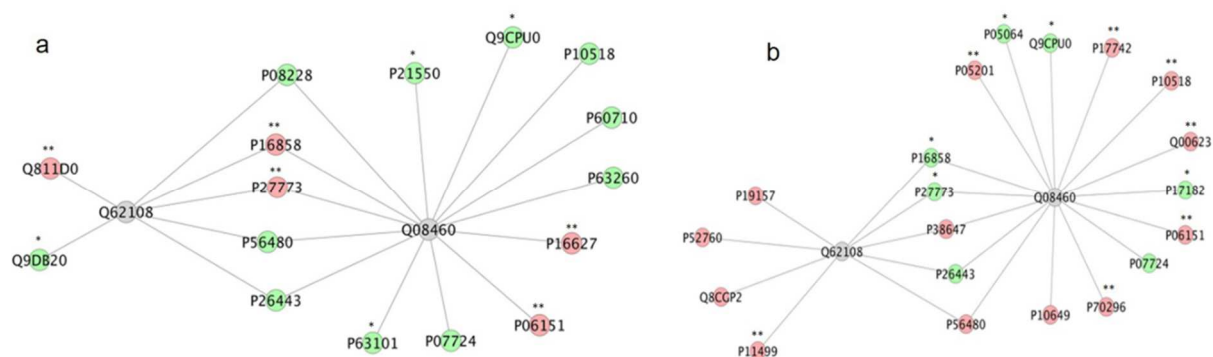 a
*
Q9CPU0
P10518
*
P21550
P08228
P60710
**
P16858
**
Q811D0
**
P27773
P63260
Q62108
Q08460
P56480
**
P16627
*
Q9DB20
P26443
**
P06151
*
P63101
P07724
b
*
P05064
*
Q9CPU0
**
P17742
**
P05201
**
P10518
**
Q00623
*
P16858
*
P27773
*
P17182
P19157
Q08460
P38647
**
P06151
P52760
Q62108
P26443
P07724
Q8CGP2
**
P70296
P10649
P56480
**
P11499